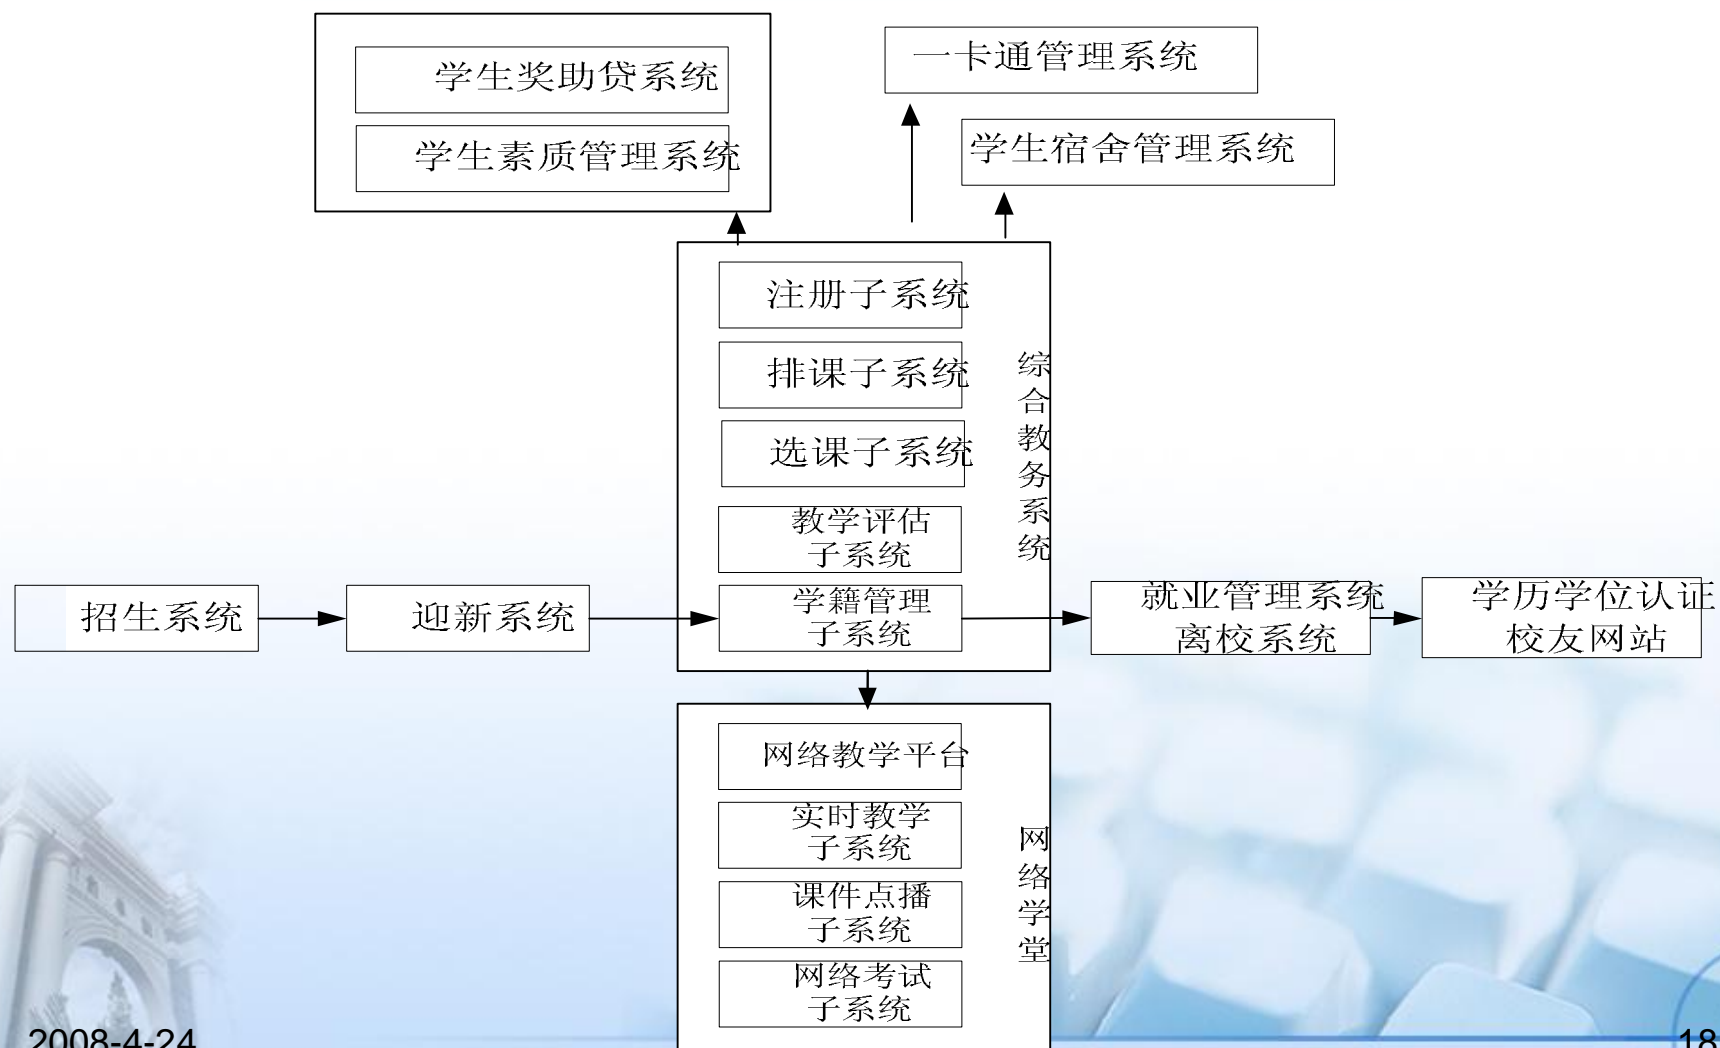 学生奖助贷系统
学生素质管理系统
一卡通管理系统
学生宿舍管理系统
注册子系统
排课子系统
选课子系统
教学评估
子系统
学籍管理
子系统
综合教务系统
招生系统
迎新系统
就业管理系统
离校系统
学历学位认证
校友网站
网络教学平台
实时教学
子系统
课件点播
子系统
网络考试
子系统
网络学堂
2008-4-24
18